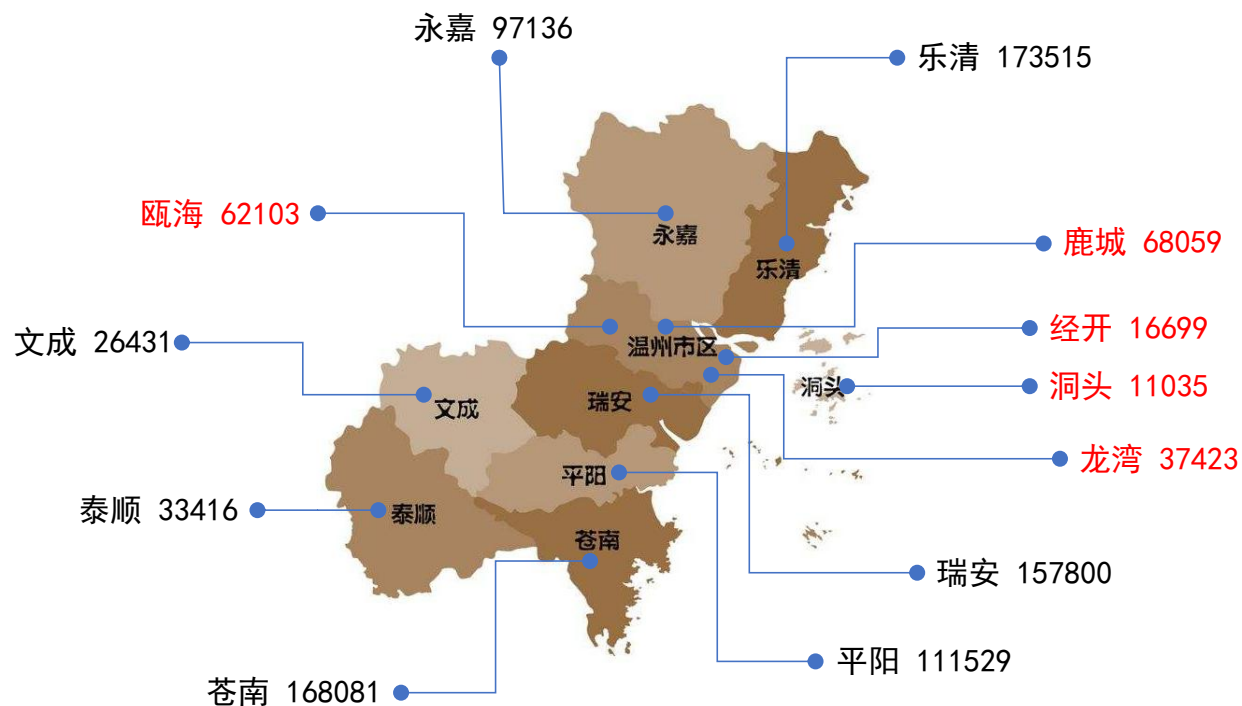 永嘉 97136
乐清 173515
瓯海 62103
鹿城 68059
永嘉
乐清
经开 16699
文成 26431
温州市区
洞头 11035
洞头
瑞安
文成
龙湾 37423
平阳
泰顺 33416
泰顺
苍南
瑞安 157800
平阳 111529
苍南 168081